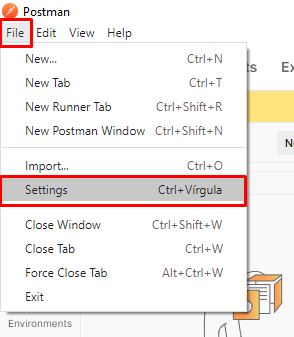 Postman
File Edit View Help
New... Ctrl+N
New Tab Ctrl+T
New Runner Tab Ctrl+Shift+R
New Postman Window Ctrl+Shift+N
Import... Ctrl+O
Settings Ctrl+Vírgula
Close Window Ctrl+Shift+W
Close Tab Ctrl+W
Force Close Tab Alt+Ctrl+W
Exit
Environments